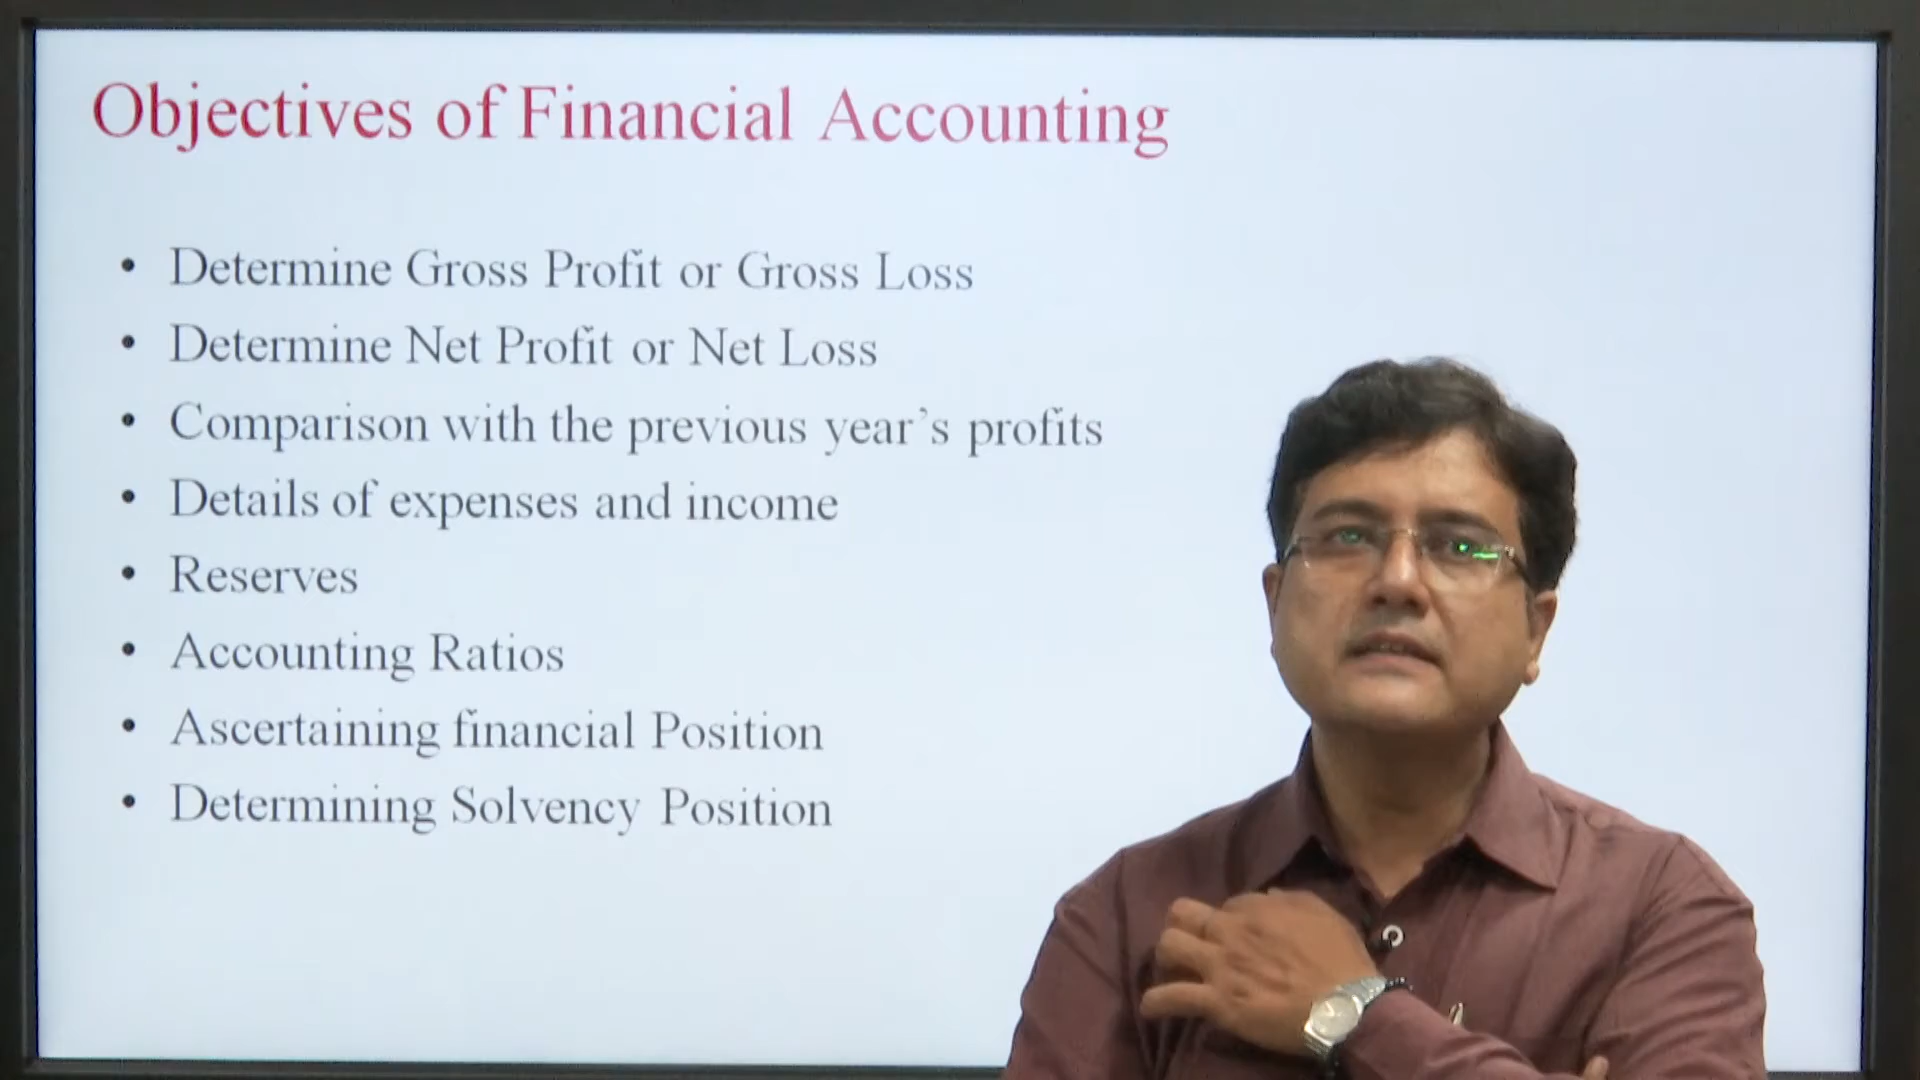 Objectives of Financial Accounting
• Determine Gross Profit or Gross Loss
• Determine Net Profit or Net Loss
• Comparison with the previous year's profits
• Details of expenses and income
• Reserves
• Accounting Ratios
• Ascertaining financial Position
• Determining Solvency Position